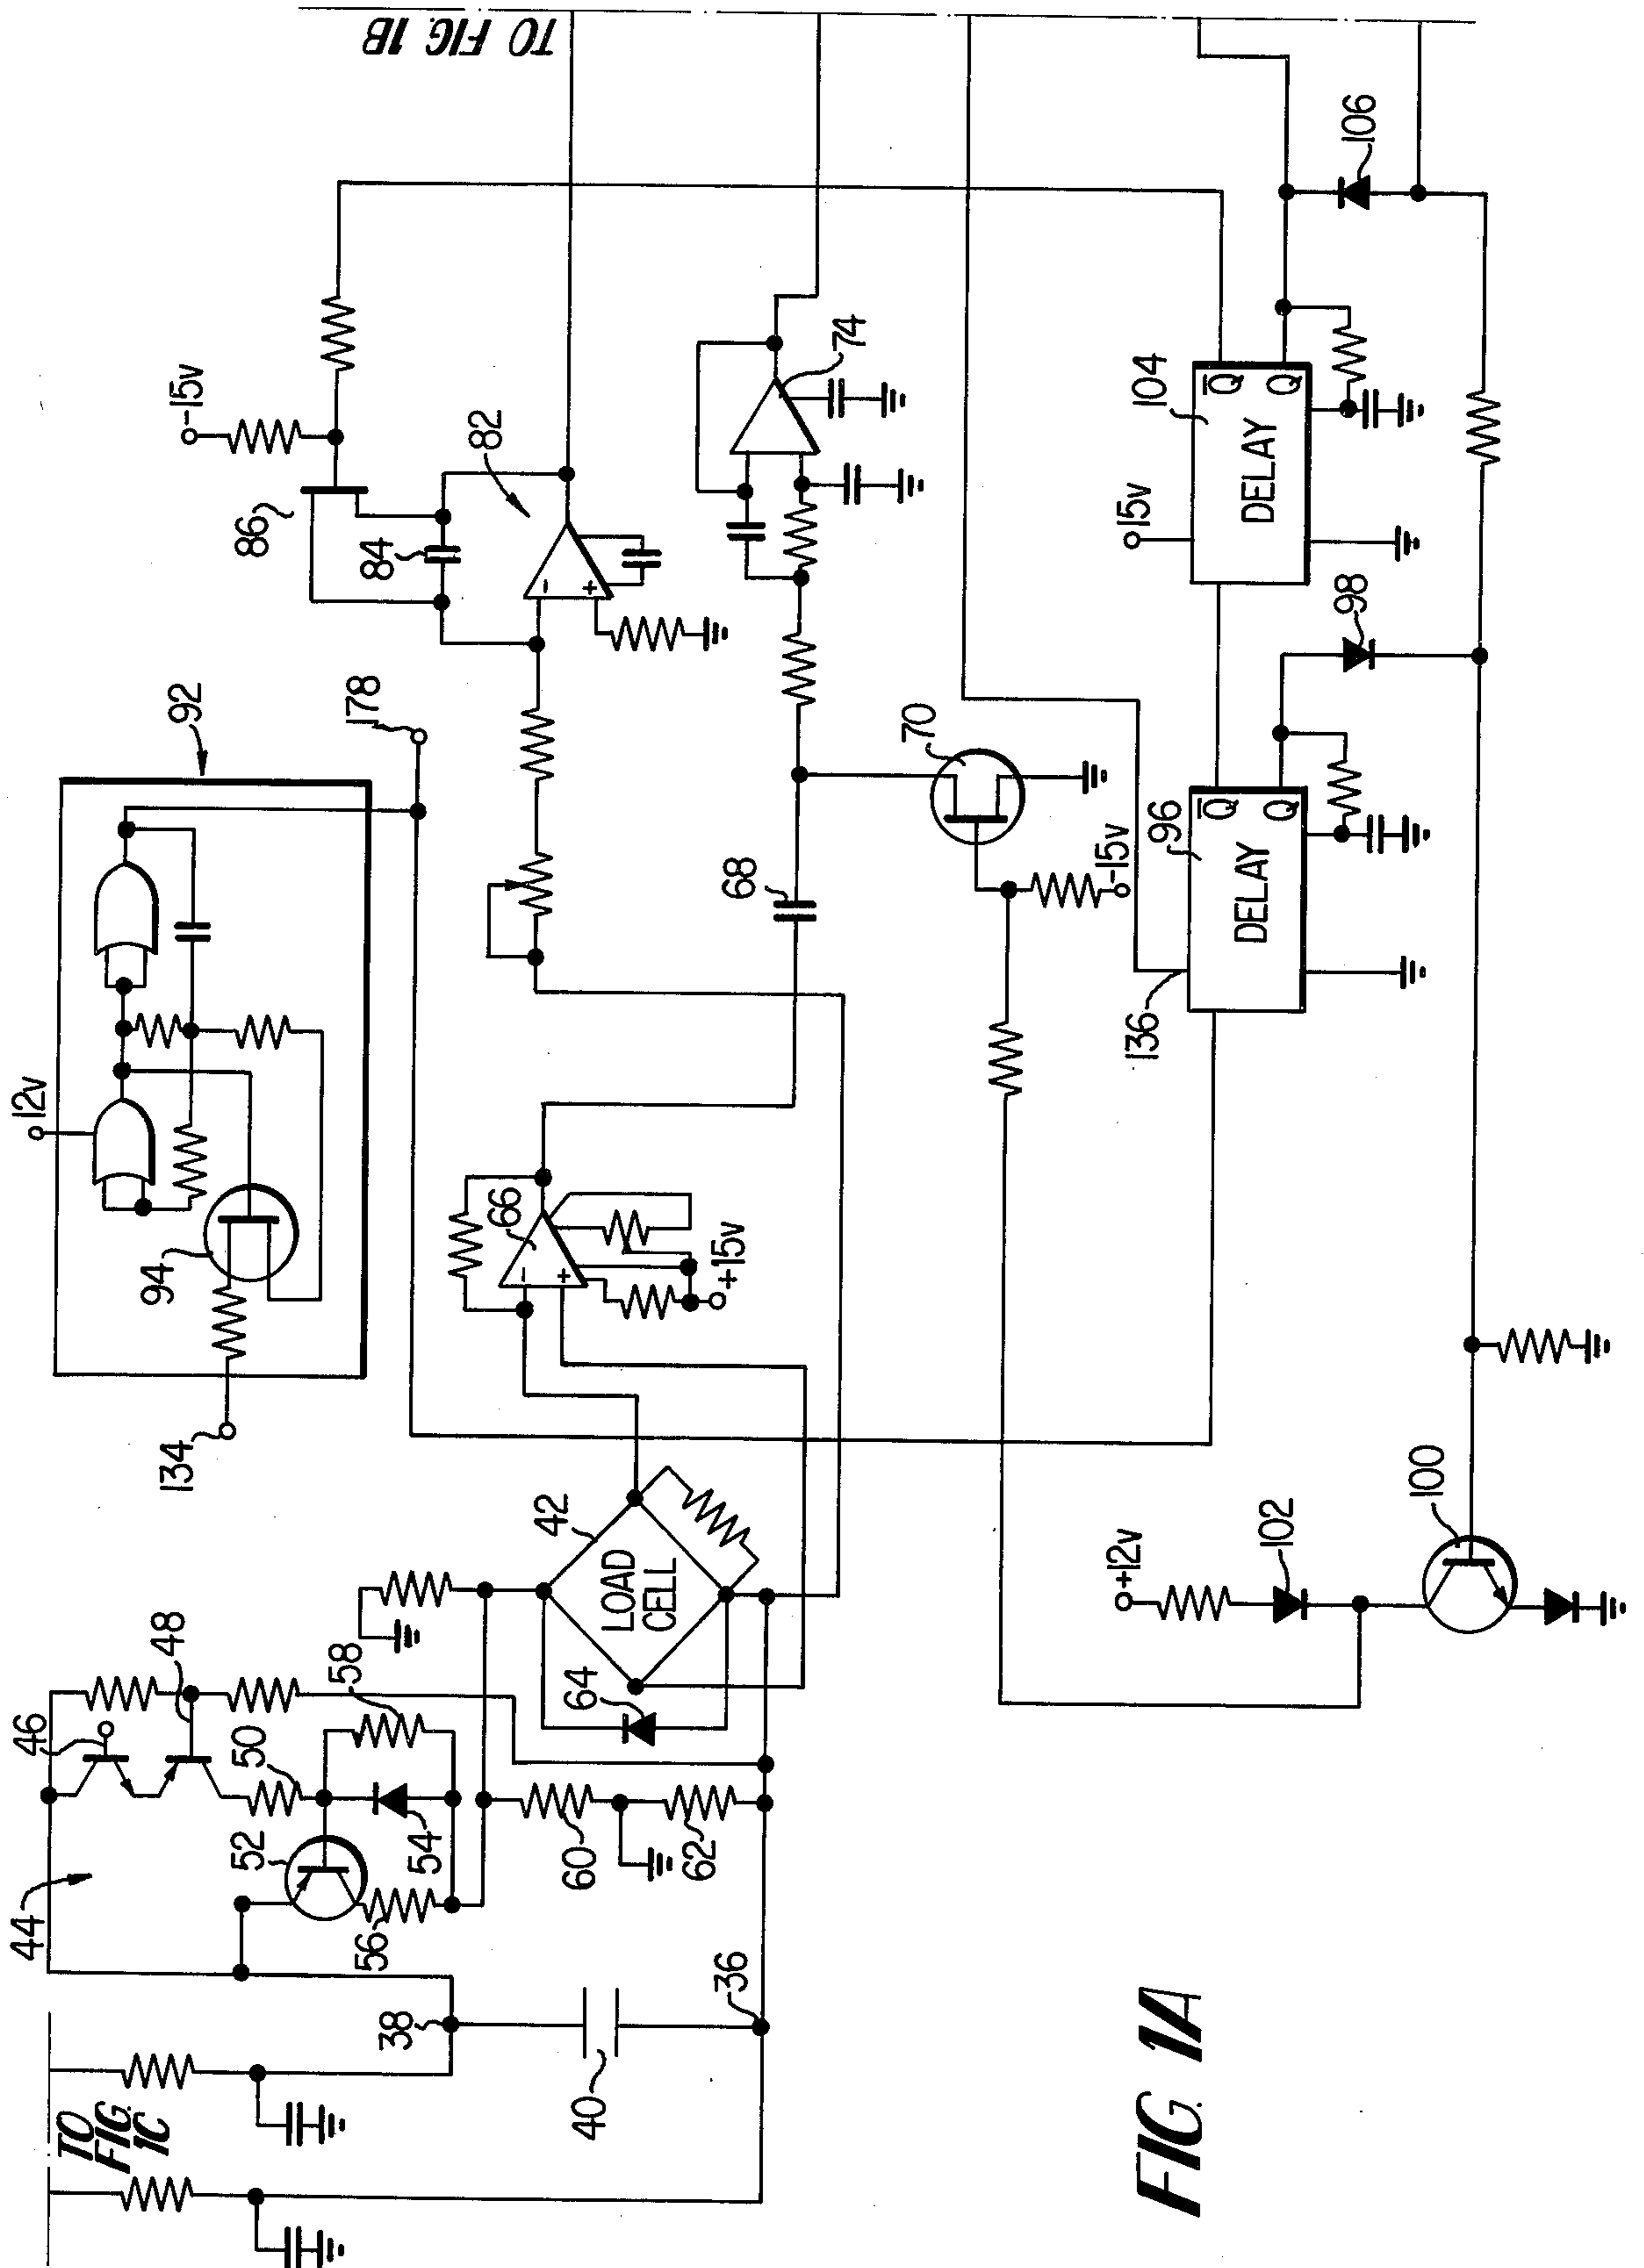 TO FIG 1B
-15v
106
86
84
82
74
104
15v
Q̅
Q
DELAY
178
92
98
70
-15v
68
96
Q̅
Q
DELAY
136
12v
94
134
66
-
+
+15v
-
+
42
LOAD
CELL
64
+12v
102
100
48
46
58
50
52
54
44
56
60
62
38
36
40
TO
FIG.
1C
FIG. 1A